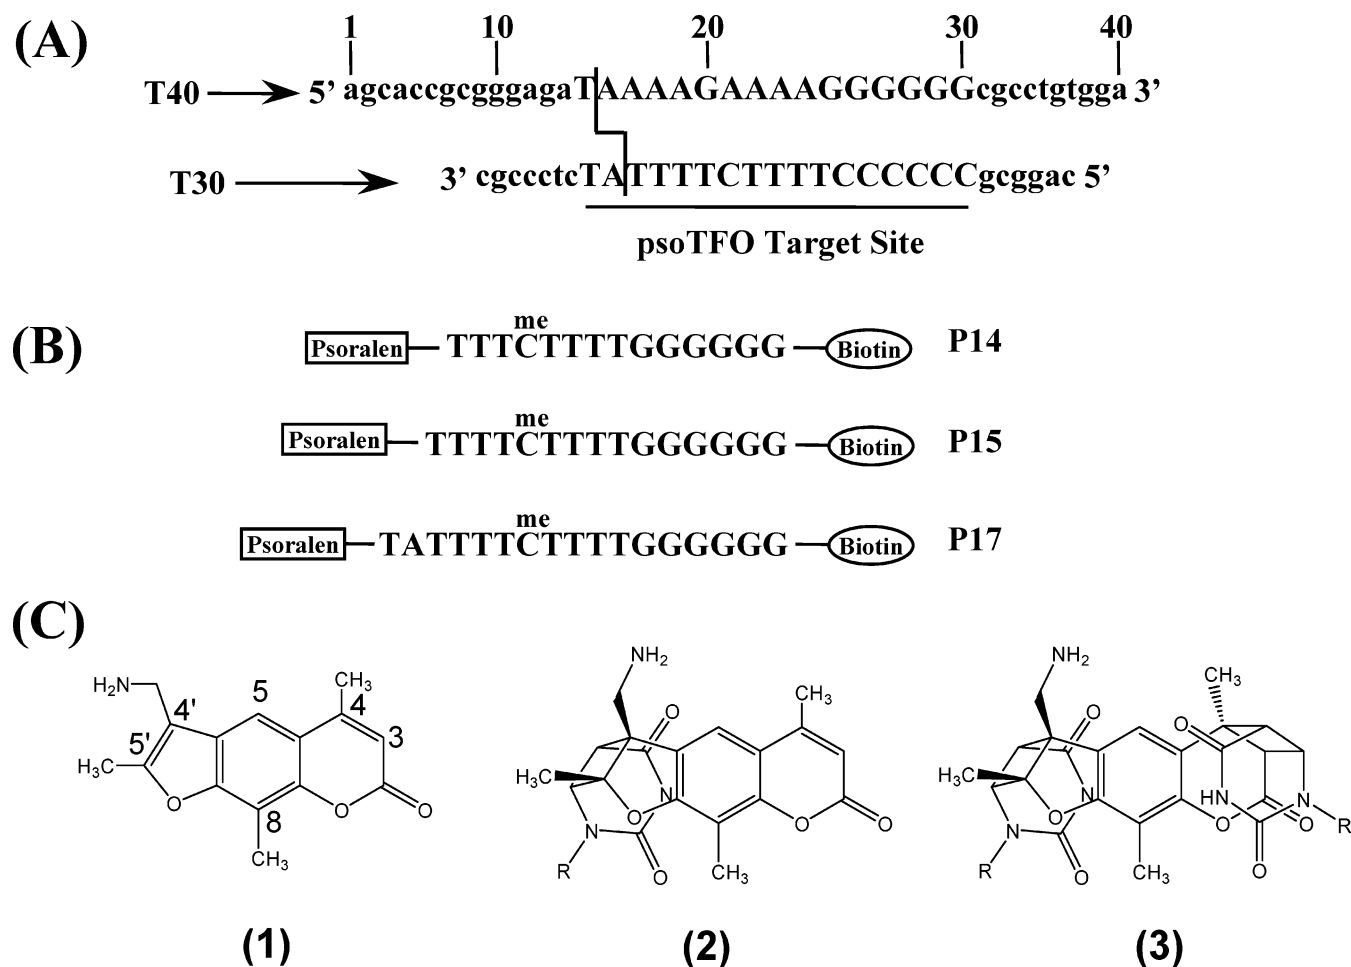 (A)
1 10 20 30 40
T40 5’ agcaccgcgggagaTAAAAGAAAAGGGGGGcgcctgtgga 3’
T30 3’ cgccctcTATTTTCTTTTCCCCCCgcggac 5’
psoTFO Target Site
(B)
me
Psoralen TTTCTTTTGGGGGG Biotin P14
me
Psoralen TTTTCTTTTGGGGGG Biotin P15
me
Psoralen TATTTTCTTTTGGGGGG Biotin P17
(C)
H₂N 4' 5 CH₃ 4 3 5' H₃C O 8 O O CH₃
NH₂ O CH₃ H₃C N O N O O R O CH₃
NH₂ O CH₃ O H₃C N O HN N O O N R R O CH₃ O
(1) (2) (3)